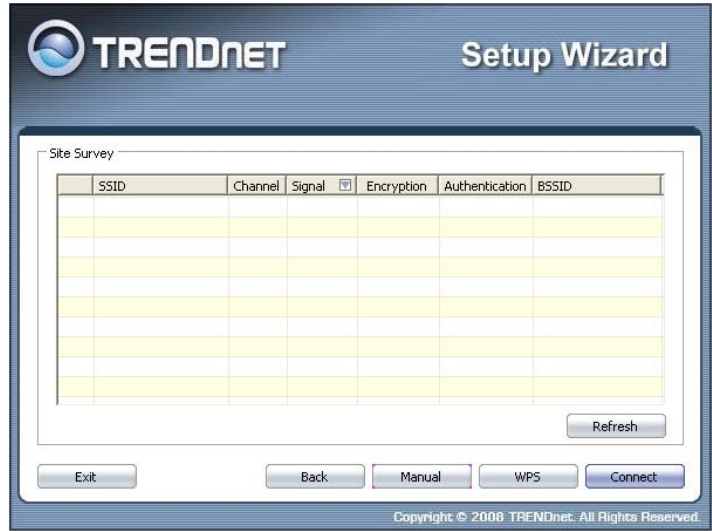 TRENDnet
Setup Wizard
Site Survey
SSID Channel Signal Encryption Authentication BSSID
Refresh
Exit Back Manual WPS Connect
Copyright © 2008 TRENDnet. All Rights Reserved.